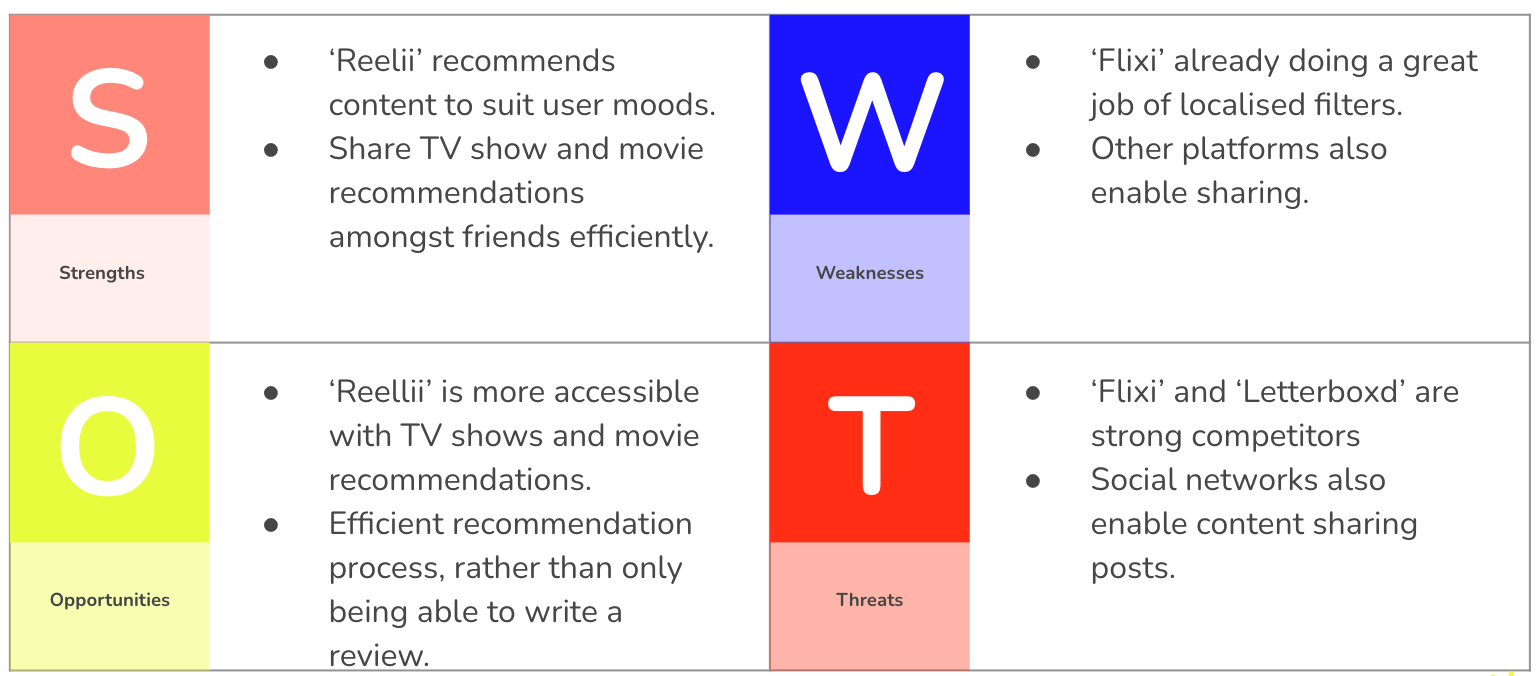 S
Strengths
● ‘Reelii’ recommends
content to suit user moods.
● Share TV show and movie
recommendations
amongst friends efficiently.
W
Weaknesses
● ‘Flixi’ already doing a great
job of localised filters.
● Other platforms also
enable sharing.
O
Opportunities
● ‘Reellii’ is more accessible
with TV shows and movie
recommendations.
● Efficient recommendation
process, rather than only
being able to write a
review.
T
Threats
● ‘Flixi’ and ‘Letterboxd’ are
strong competitors
● Social networks also
enable content sharing
posts.